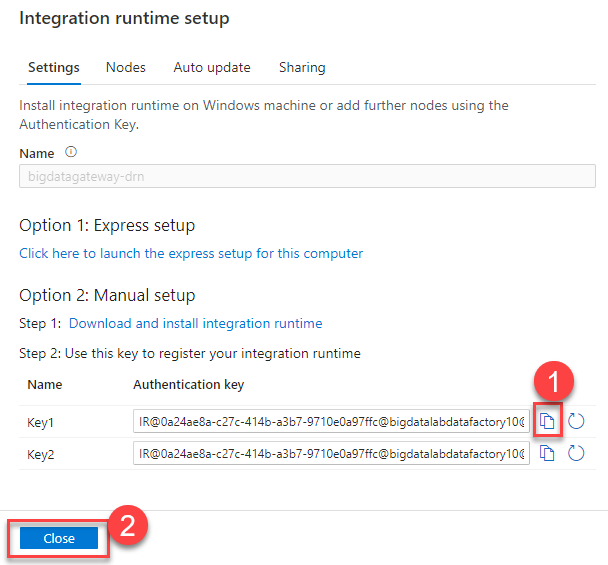 Integration runtime setup
Settings Nodes Auto update Sharing
Install integration runtime on Windows machine or add further nodes using the
Authentication Key.
Name
bigdatagateway-drn
Option 1: Express setup
Click here to launch the express setup for this computer
Option 2: Manual setup
Step 1: Download and install integration runtime
Step 2: Use this key to register your integration runtime
Name Authentication key
1
Key1 IR@0a24ae8a-c27c-414b-a3b7-9710e0a97ffc@bigdatalabdatafactory10@
Key2 IR@0a24ae8a-c27c-414b-a3b7-9710e0a97ffc@bigdatalabdatafactory10@
2
Close